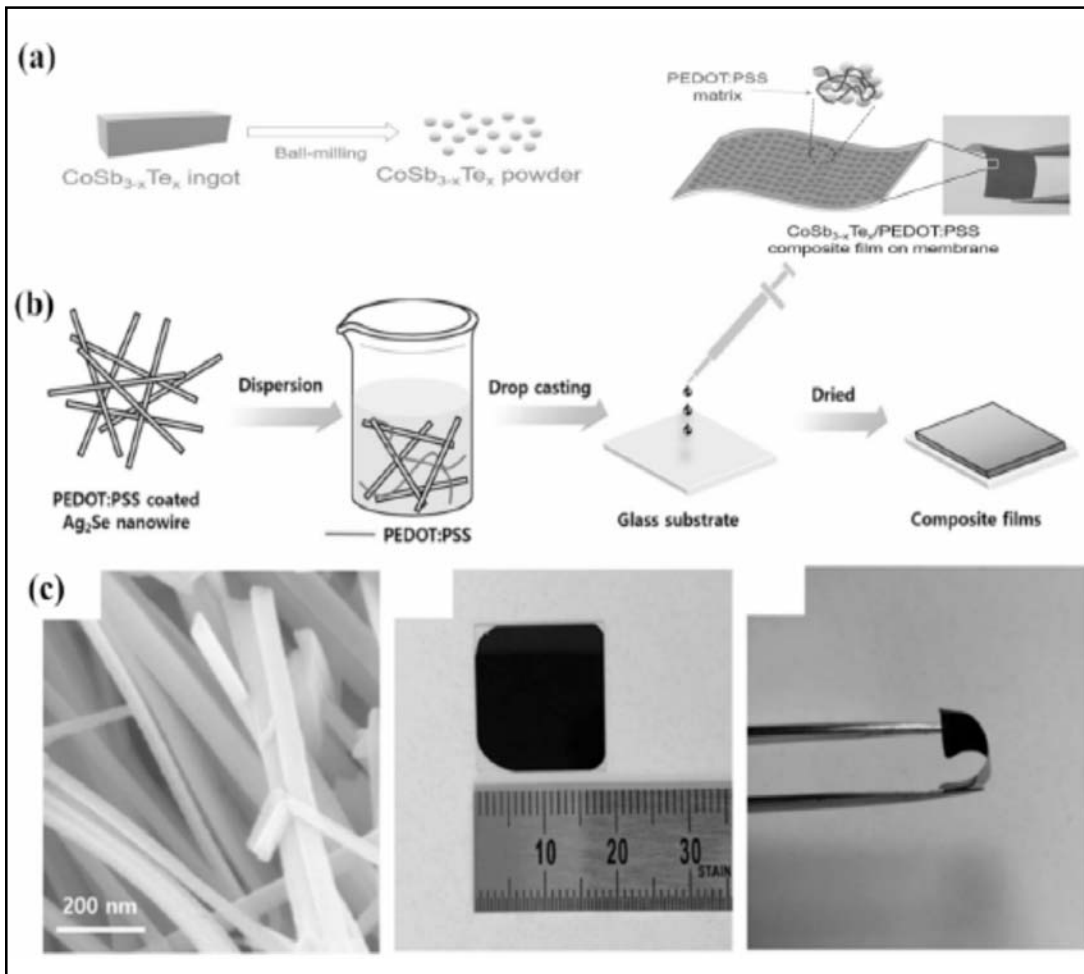 (a)
PEDOT:PSS
matrix
Ball-milling
CoSb₃₋ₓTeₓ ingot
CoSb₃₋ₓTeₓ powder
CoSb₃₋ₓTeₓ/PEDOT:PSS
composite film on membrane
(b)
Dispersion
Drop casting
Dried
PEDOT:PSS coated
Ag₂Se nanowire
PEDOT:PSS
Glass substrate
Composite films
(c)
200 nm
10 20 30
STAIN